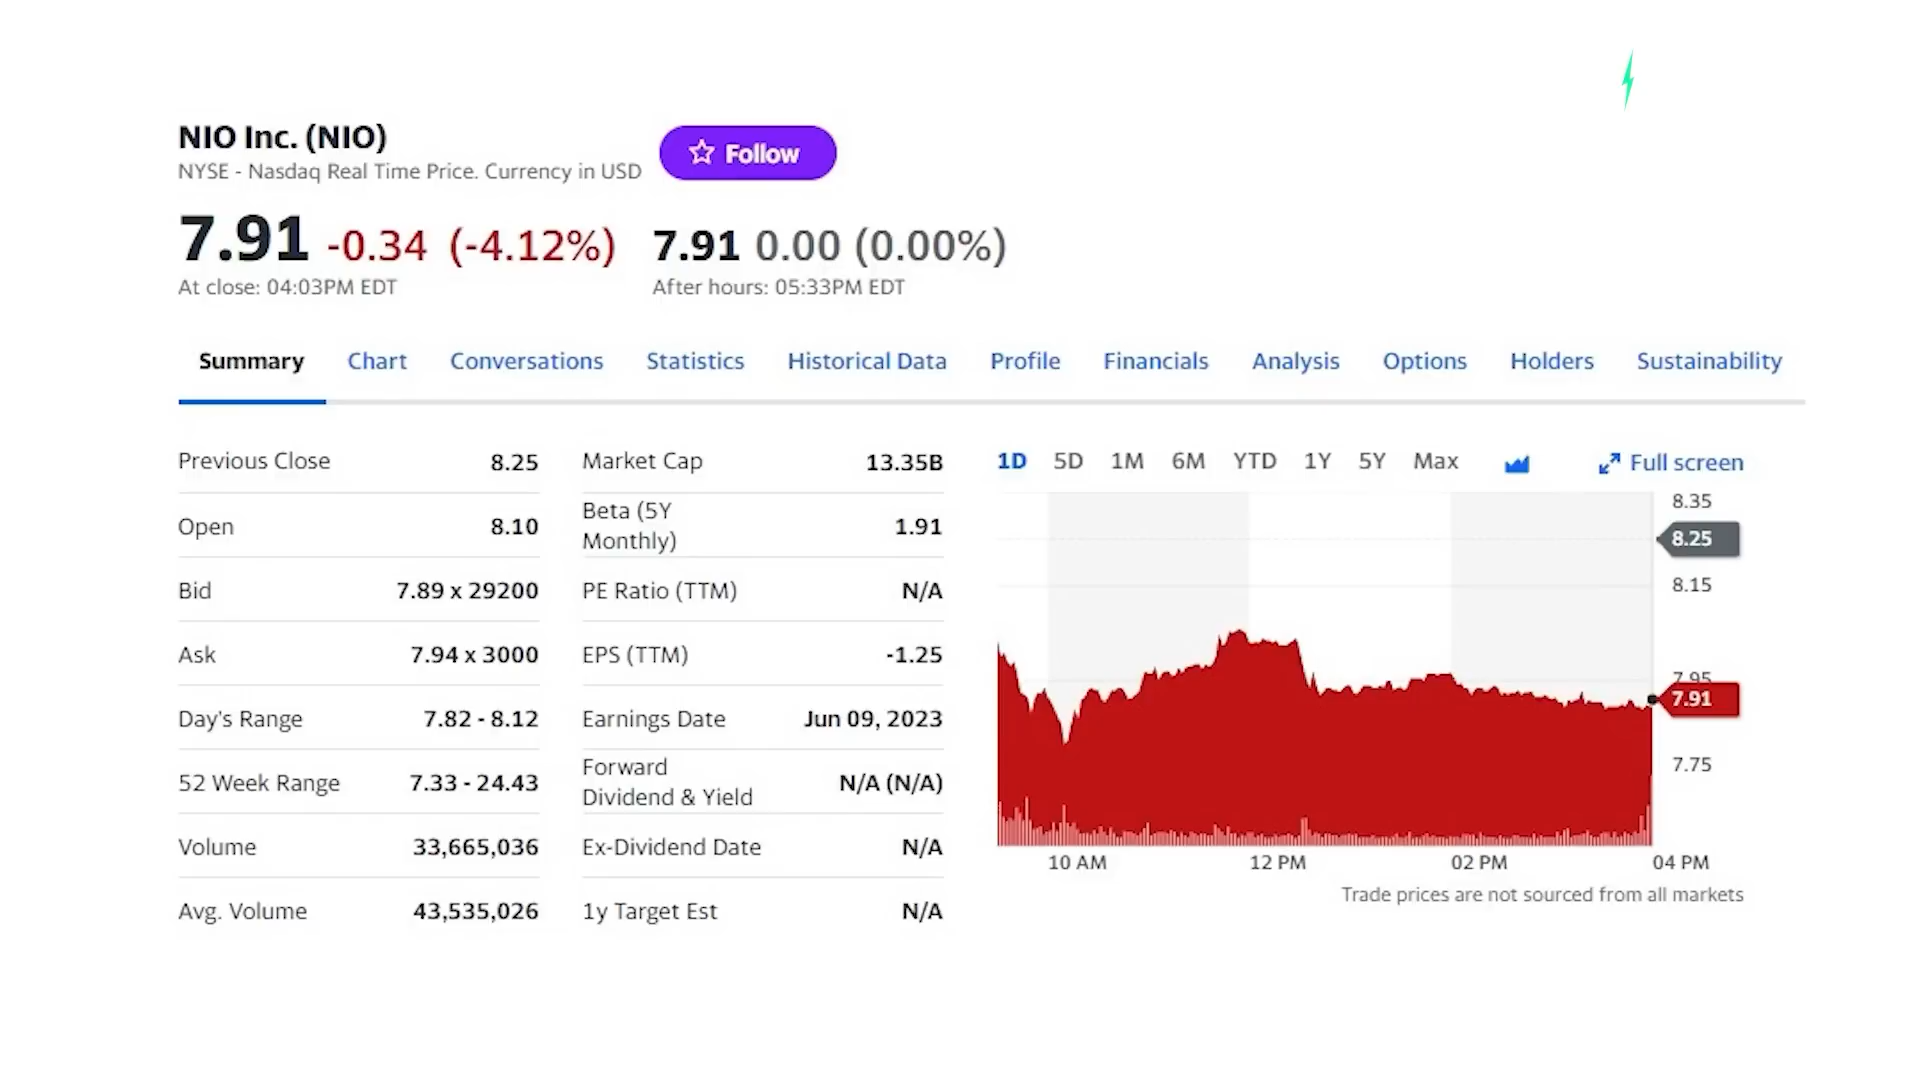 NIO Inc. (NIO)
NYSE - Nasdaq Real Time Price. Currency in USD
Follow
7.91 -0.34 (-4.12%)
At close: 04:03PM EDT
7.91 0.00 (0.00%)
After hours: 05:33PM EDT
Summary Chart Conversations Statistics Historical Data Profile Financials Analysis Options Holders Sustainability
Previous Close 8.25
Open 8.10
Bid 7.89 x 29200
Ask 7.94 x 3000
Day's Range 7.82 - 8.12
52 Week Range 7.33 - 24.43
Volume 33,665,036
Avg. Volume 43,535,026
Market Cap 13.35B
Beta (5Y
Monthly) 1.91
PE Ratio (TTM) N/A
EPS (TTM) -1.25
Earnings Date Jun 09, 2023
Forward
Dividend & Yield N/A (N/A)
Ex-Dividend Date N/A
1y Target Est N/A
1D 5D 1M 6M YTD 1Y 5Y Max Full screen
8.35
8.25
8.15
7.95
7.91
7.75
10 AM 12 PM 02 PM 04 PM
Trade prices are not sourced from all markets